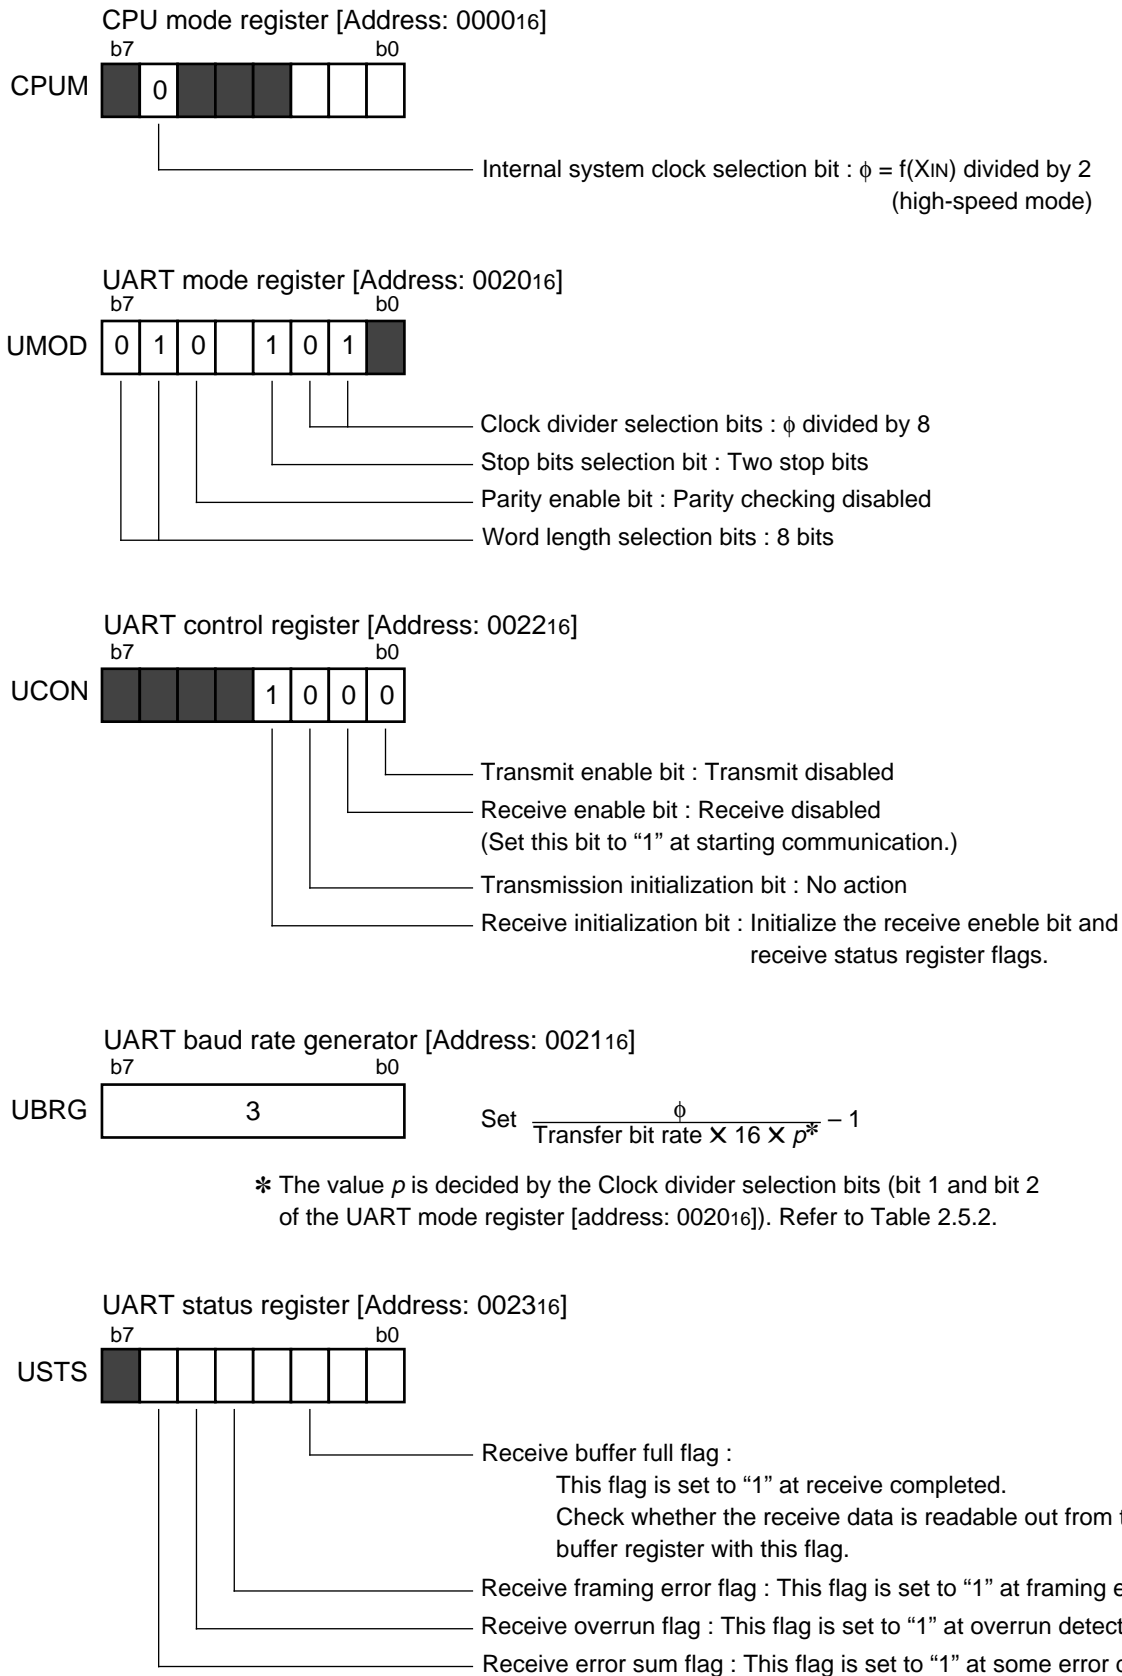 CPU mode register [Address: 000016]
b7 b0
CPUM 0
Internal system clock selection bit : ϕ = f(XIN) divided by 2
(high-speed mode)
UART mode register [Address: 002016]
b7 b0
UMOD 0 1 0 1 0 1
Clock divider selection bits : ϕ divided by 8
Stop bits selection bit : Two stop bits
Parity enable bit : Parity checking disabled
Word length selection bits : 8 bits
UART control register [Address: 002216]
b7 b0
UCON 1 0 0 0
Transmit enable bit : Transmit disabled
Receive enable bit : Receive disabled
(Set this bit to “1” at starting communication.)
Transmission initialization bit : No action
Receive initialization bit : Initialize the receive eneble bit and
receive status register flags.
UART baud rate generator [Address: 002116]
b7 b0
UBRG 3
Set ϕ
Transfer bit rate ✕ 16 ✕ p✻ – 1
✻ The value p is decided by the Clock divider selection bits (bit 1 and bit 2
of the UART mode register [address: 002016]). Refer to Table 2.5.2.
UART status register [Address: 002316]
b7 b0
USTS
Receive buffer full flag :
This flag is set to “1” at receive completed.
Check whether the receive data is readable out from
buffer register with this flag.
Receive framing error flag : This flag is set to “1” at framing
Receive overrun flag : This flag is set to “1” at overrun detect
Receive error sum flag : This flag is set to “1” at some error